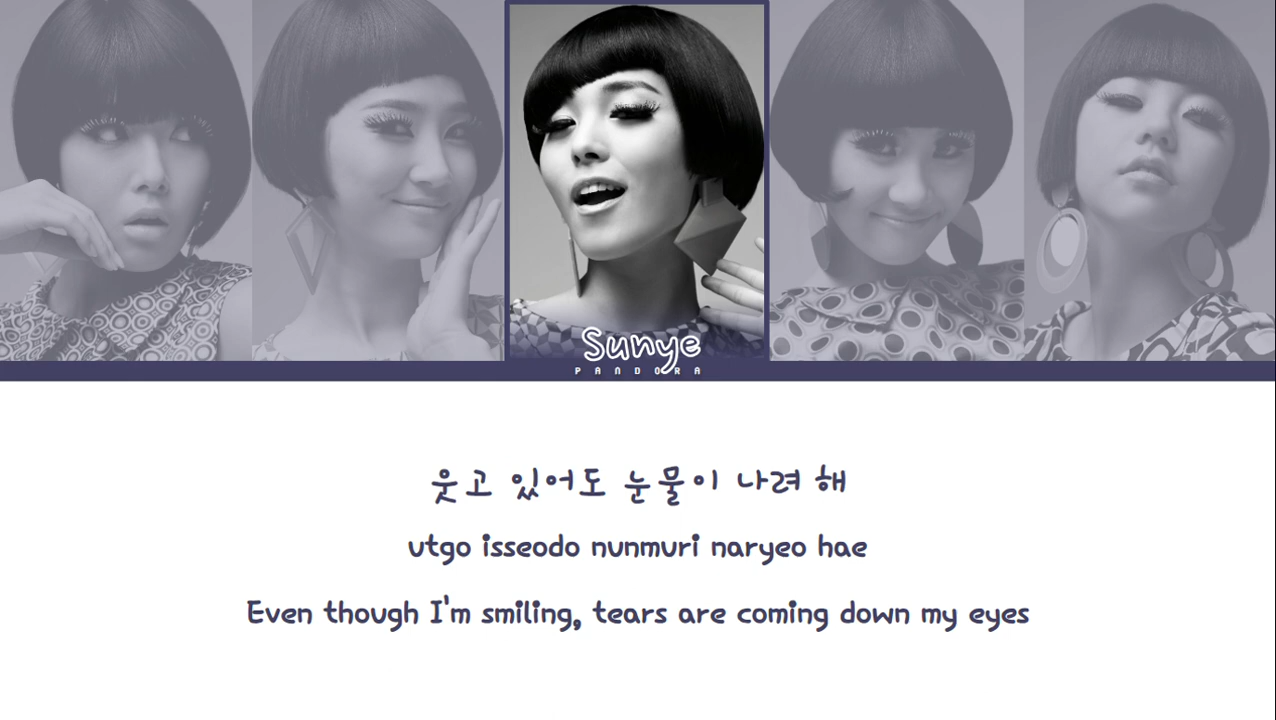 Sunye
PANDORA
웃고 있어도 눈물이 나려 해
utgo isseodo nunmuri naryeo hae
Even though I'm smiling, tears are coming down my eyes